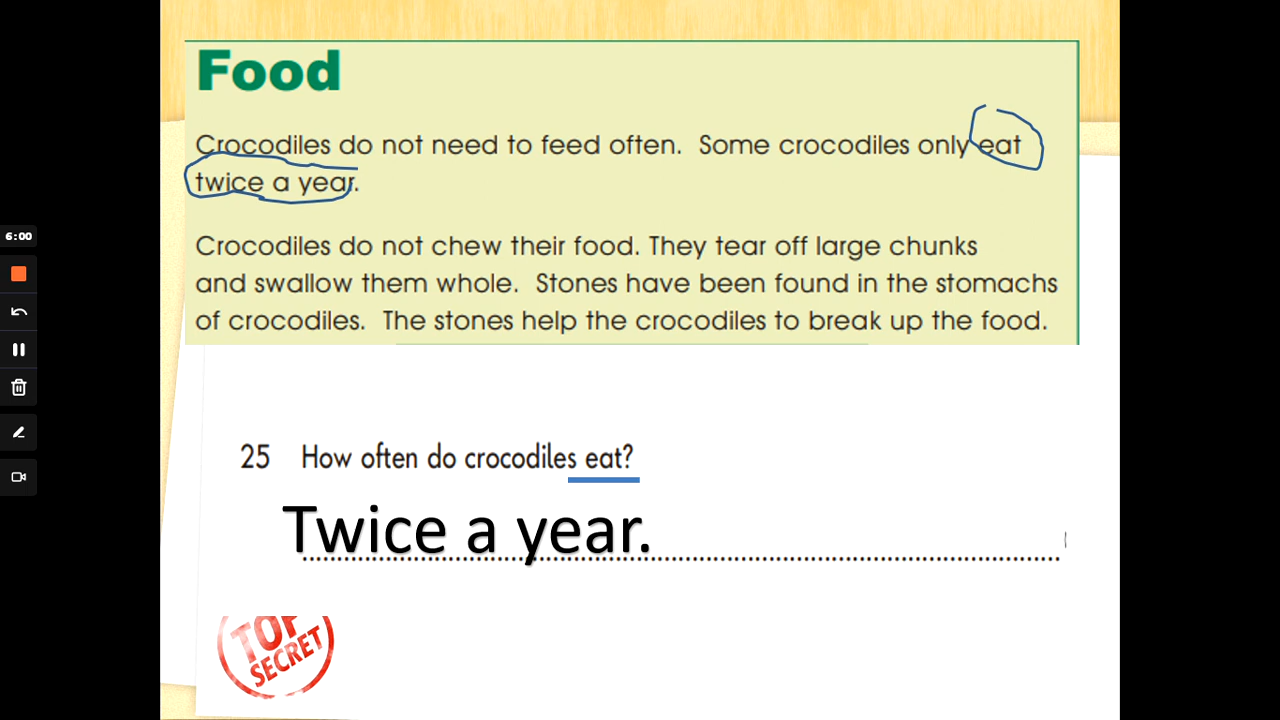 Food
Crocodiles do not need to feed often. Some crocodiles only eat
twice a year.
Crocodiles do not chew their food. They tear off large chunks
and swallow them whole. Stones have been found in the stomachs
of crocodiles. The stones help the crocodiles to break up the food.
6:00
25 How often do crocodiles eat?
Twice a year.
TOP
SECRET